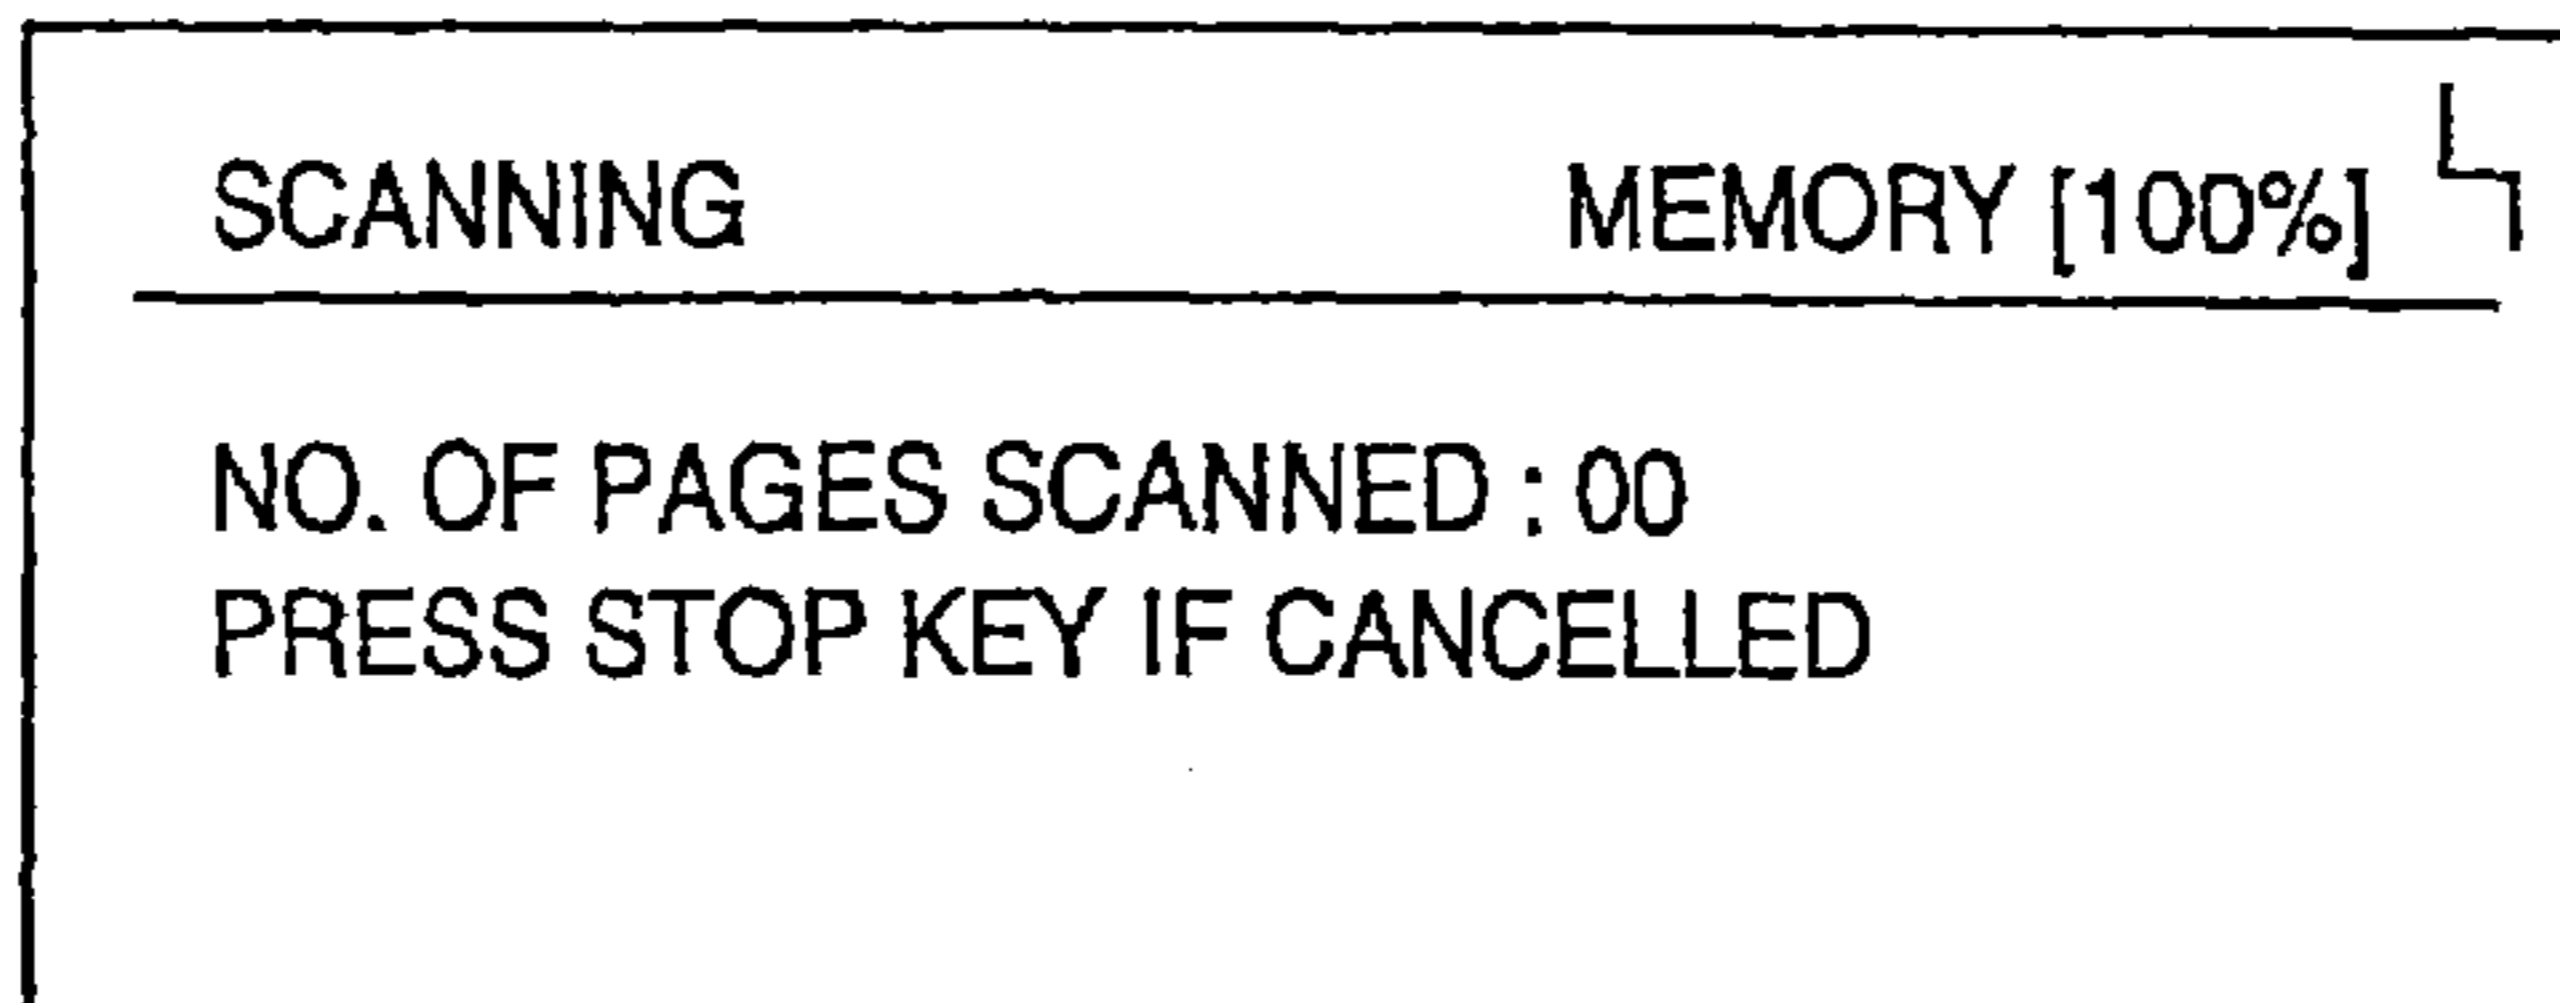 SCANNING MEMORY [100%]
NO. OF PAGES SCANNED : 00
PRESS STOP KEY IF CANCELLED